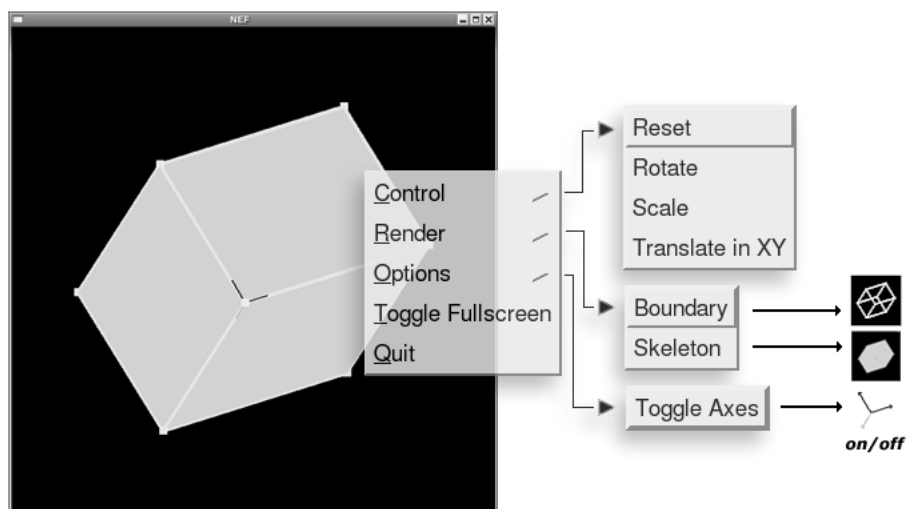 NEF
Control
Render
Options
Toggle Fullscreen
Quit
Reset
Rotate
Scale
Translate in XY
Boundary
Skeleton
Toggle Axes
on/off